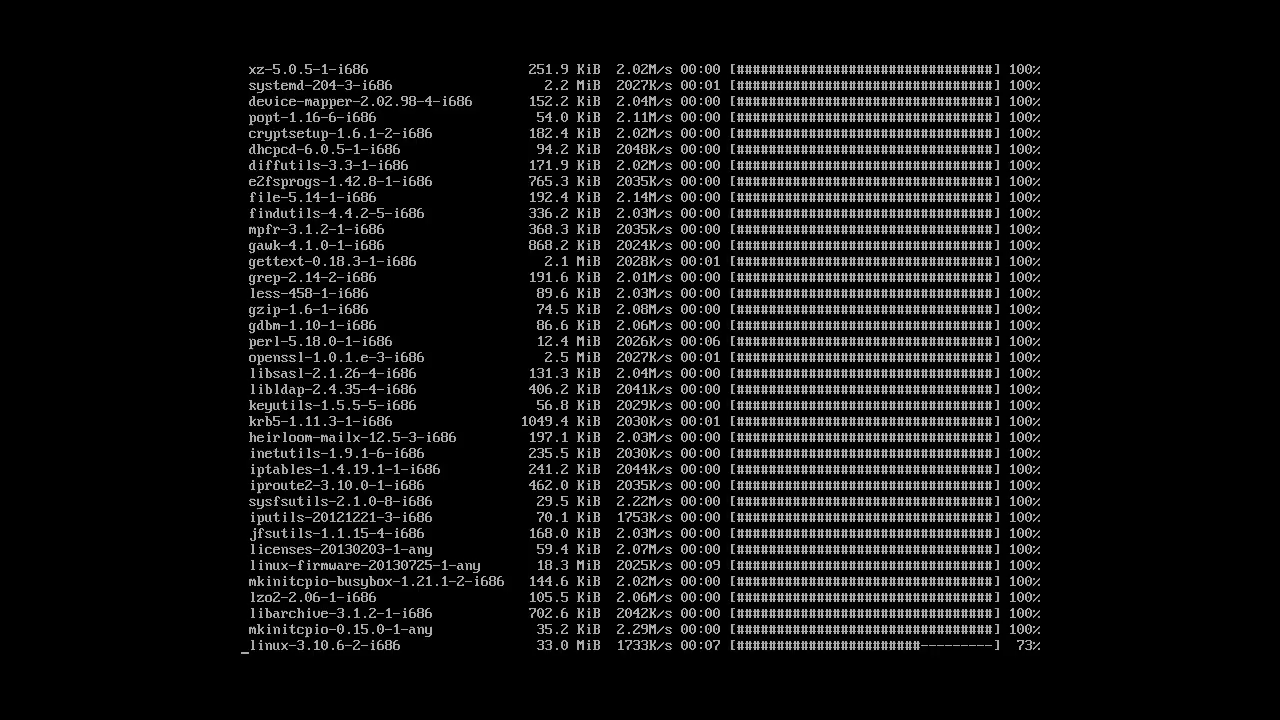 xz-5.0.5-1-i686 251.9 KiB 2.02M/s 00:00 [################################] 100%
systemd-204-3-i686 2.2 MiB 2027K/s 00:01 [################################] 100%
device-mapper-2.02.98-4-i686 152.2 KiB 2.04M/s 00:00 [################################] 100%
popt-1.16-6-i686 54.0 KiB 2.11M/s 00:00 [################################] 100%
cryptsetup-1.6.1-2-i686 182.4 KiB 2.02M/s 00:00 [################################] 100%
dhcpcd-6.0.5-1-i686 94.2 KiB 2048K/s 00:00 [################################] 100%
diffutils-3.3-1-i686 171.9 KiB 2.02M/s 00:00 [################################] 100%
e2fsprogs-1.42.8-1-i686 765.3 KiB 2035K/s 00:00 [################################] 100%
file-5.14-1-i686 192.4 KiB 2.14M/s 00:00 [################################] 100%
findutils-4.4.2-5-i686 336.2 KiB 2.03M/s 00:00 [################################] 100%
mpfr-3.1.2-1-i686 368.3 KiB 2035K/s 00:00 [################################] 100%
gawk-4.1.0-1-i686 868.2 KiB 2024K/s 00:00 [################################] 100%
gettext-0.18.3-1-i686 2.1 MiB 2028K/s 00:01 [################################] 100%
grep-2.14-2-i686 191.6 KiB 2.01M/s 00:00 [################################] 100%
less-458-1-i686 89.6 KiB 2.03M/s 00:00 [################################] 100%
gzip-1.6-1-i686 74.5 KiB 2.08M/s 00:00 [################################] 100%
gdbm-1.10-1-i686 86.6 KiB 2.06M/s 00:00 [################################] 100%
perl-5.18.0-1-i686 12.4 MiB 2026K/s 00:06 [################################] 100%
openssl-1.0.1.e-3-i686 2.5 MiB 2027K/s 00:01 [################################] 100%
libsasl-2.1.26-4-i686 131.3 KiB 2.04M/s 00:00 [################################] 100%
libldap-2.4.35-4-i686 406.2 KiB 2041K/s 00:00 [################################] 100%
keyutils-1.5.5-5-i686 56.8 KiB 2029K/s 00:00 [################################] 100%
krb5-1.11.3-1-i686 1049.4 KiB 2030K/s 00:01 [################################] 100%
heirloom-mailx-12.5-3-i686 197.1 KiB 2.03M/s 00:00 [################################] 100%
inetutils-1.9.1-6-i686 235.5 KiB 2030K/s 00:00 [################################] 100%
iptables-1.4.19.1-1-i686 241.2 KiB 2044K/s 00:00 [################################] 100%
iproute2-3.10.0-1-i686 462.0 KiB 2035K/s 00:00 [################################] 100%
sysfsutils-2.1.0-8-i686 29.5 KiB 2.22M/s 00:00 [################################] 100%
iputils-20121221-3-i686 70.1 KiB 1753K/s 00:00 [################################] 100%
jfsutils-1.1.15-4-i686 168.0 KiB 2.03M/s 00:00 [################################] 100%
licenses-20130203-1-any 59.4 KiB 2.07M/s 00:00 [################################] 100%
linux-firmware-20130725-1-any 18.3 MiB 2025K/s 00:09 [################################] 100%
mkinitcpio-busybox-1.21.1-2-i686 144.6 KiB 2.02M/s 00:00 [################################] 100%
lzo2-2.06-1-i686 105.5 KiB 2.06M/s 00:00 [################################] 100%
libarchive-3.1.2-1-i686 702.6 KiB 2042K/s 00:00 [################################] 100%
mkinitcpio-0.15.0-1-any 35.2 KiB 2.29M/s 00:00 [################################] 100%
_linux-3.10.6-2-i686 33.0 MiB 1733K/s 00:07 [#######################---------] 73%